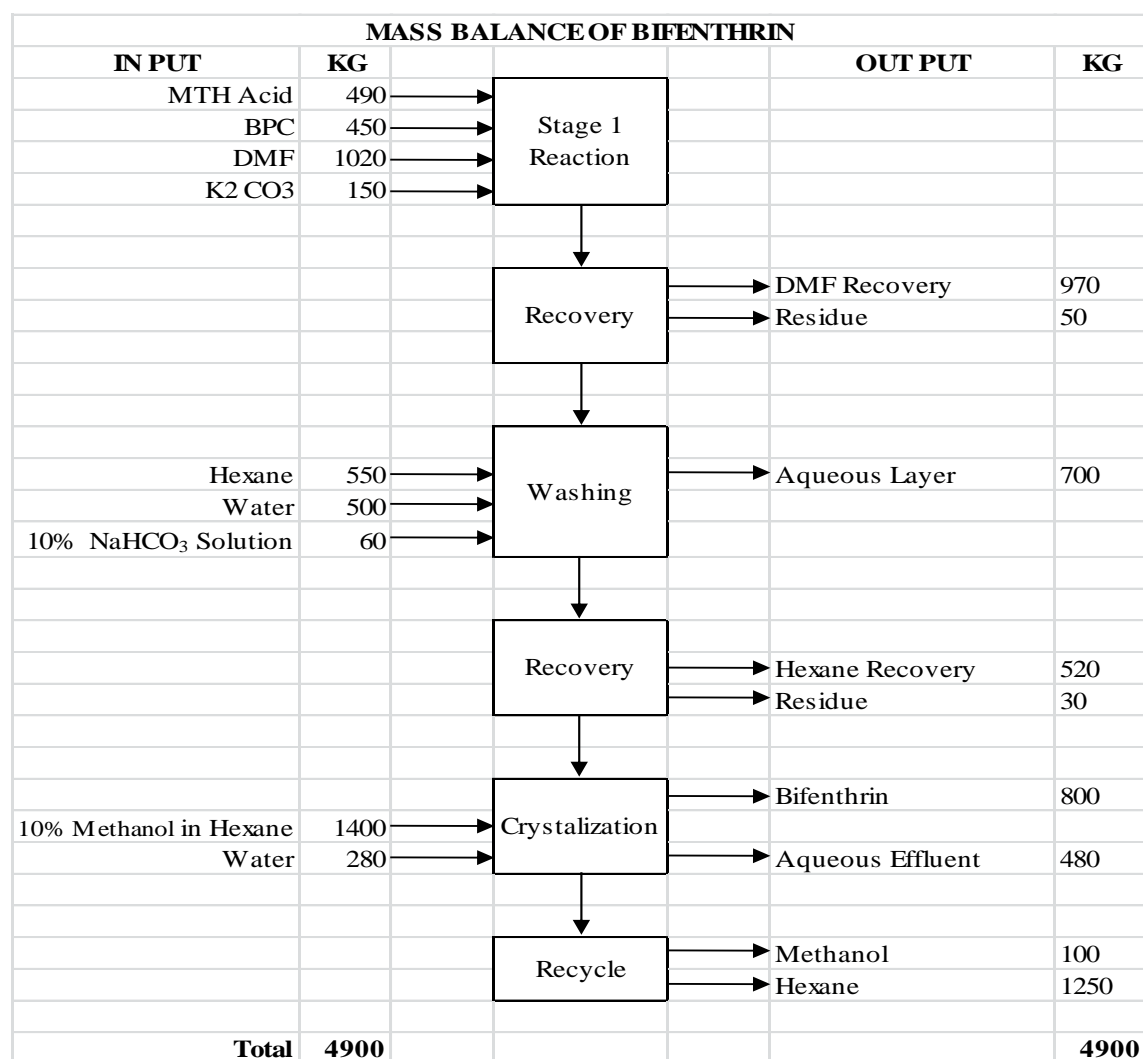 MASS BALANCE OF BIFENTHRIN
IN PUT KG OUT PUT KG
MTH Acid 490
BPC 450
DMF 1020
K2 CO3 150
Stage 1
Reaction
Recovery
DMF Recovery 970
Residue 50
Hexane 550
Water 500
10% NaHCO₃ Solution 60
Washing
Aqueous Layer 700
Recovery
Hexane Recovery 520
Residue 30
10% Methanol in Hexane 1400
Water 280
Crystalization
Bifenthrin 800
Aqueous Effluent 480
Recycle
Methanol 100
Hexane 1250
Total 4900 4900